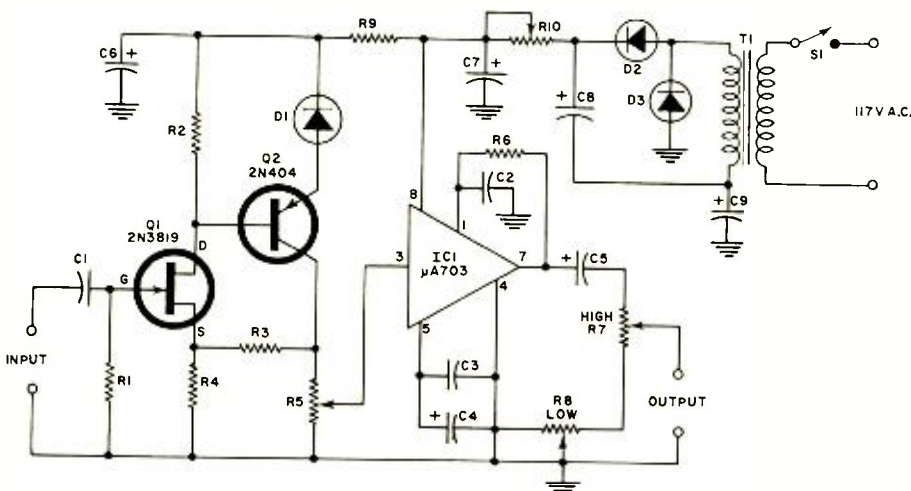 C6
+
R2
D1
R9
C7
+
R10
D2
C8
+
D3
T1
S1
117V A.C.
C9
+
Q2
2N404
R6
C2
8
1
Q1
2N3819
D
C1
G
S
3
IC1
μA703
7
4
5
+
C5
HIGH
R7
INPUT
R1
R4
R3
R5
C3
+
C4
R8
LOW
OUTPUT